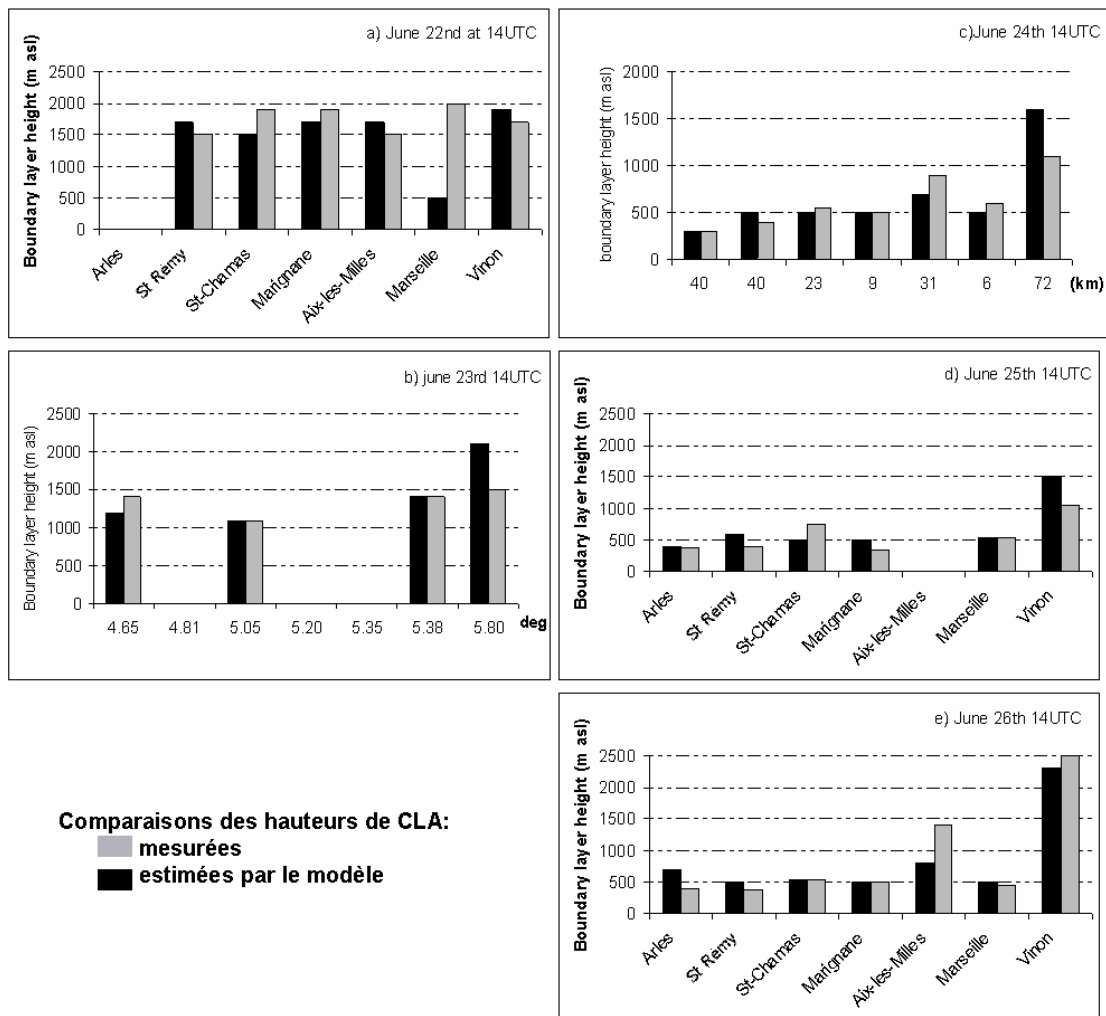 a) June 22nd at 14UTC
Boundary layer height (m asl)
2500
2000
1500
1000
500
0
Arles
St Rémy
St-Chamas
Marignane
Aix-les-Milles
Marseille
Vinon
c)June 24th 14UTC
boundary layer height (m asl)
2000
1500
1000
500
0
40 40 23 9 31 6 72 (km)
b) june 23rd 14UTC
Boundary layer height (m asl)
2500
2000
1500
1000
500
0
4.65 4.81 5.05 5.20 5.35 5.38 5.80 deg
d) June 25th 14UTC
Boundary layer height (m asl)
2500
2000
1500
1000
500
0
Arles
St Rémy
St-Chamas
Marignane
Aix-les-Milles
Marseille
Vinon
e) June 26th 14UTC
Boundary layer height (m asl)
2500
2000
1500
1000
500
0
Arles
St Rémy
St-Chamas
Marignane
Aix-les-Milles
Marseille
Vinon
Comparaisons des hauteurs de CLA:
mesurées
estimées par le modèle